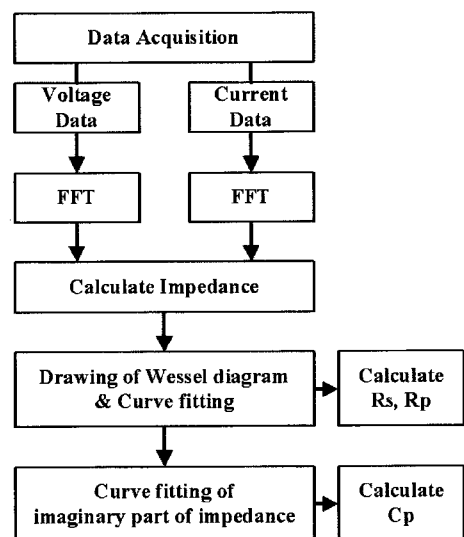 Data Acquisition
Voltage
Data
Current
Data
FFT
FFT
Calculate Impedance
Drawing of Wessel diagram
& Curve fitting
Calculate
Rs, Rp
Curve fitting of
imaginary part of impedance
Calculate
Cp